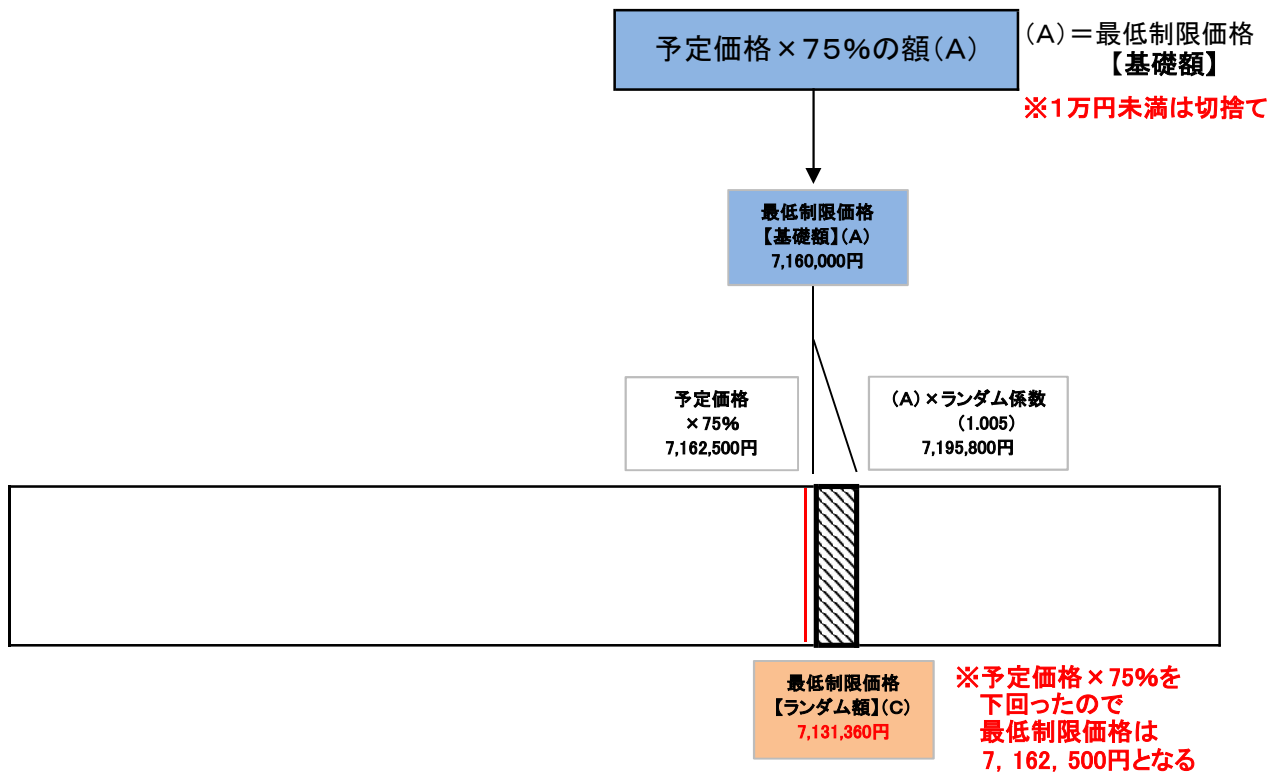 予定価格×75%の額(A)
(A)=最低制限価格
【基礎額】
※1万円未満は切捨て
最低制限価格
【基礎額】(A)
7,160,000円
予定価格
×75%
7,162,500円
(A)×ランダム係数
(1.005)
7,195,800円
最低制限価格
【ランダム額】(C)
7,131,360円
※予定価格×75%を
下回ったので
最低制限価格は
7,162,500円となる